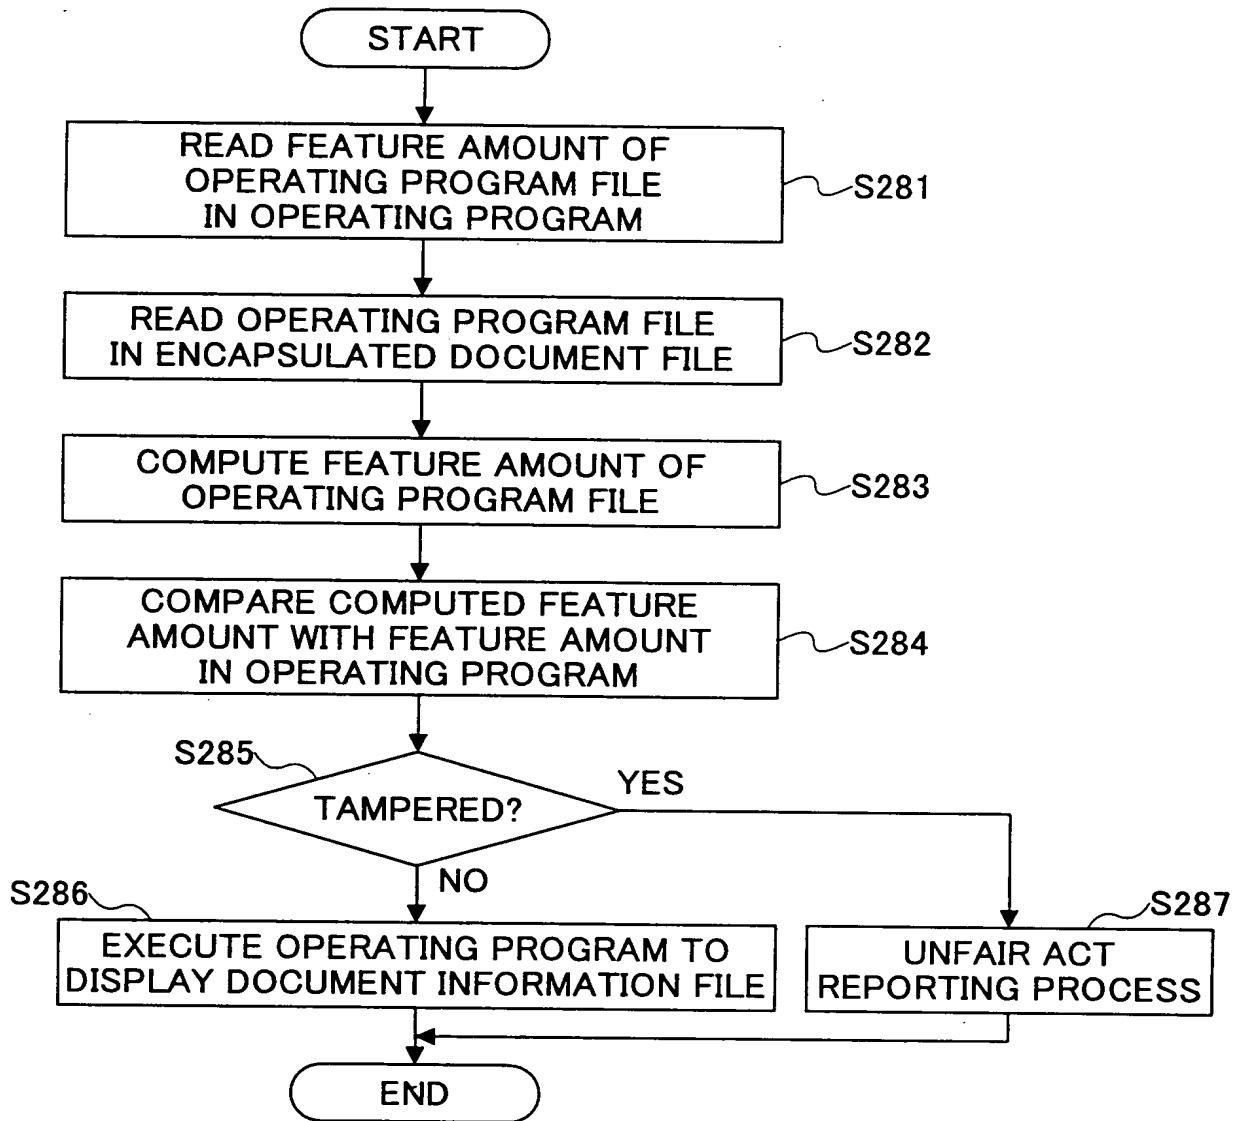 START
READ FEATURE AMOUNT OF
OPERATING PROGRAM FILE
IN OPERATING PROGRAM
S281
READ OPERATING PROGRAM FILE
IN ENCAPSULATED DOCUMENT FILE
S282
COMPUTE FEATURE AMOUNT OF
OPERATING PROGRAM FILE
S283
COMPARE COMPUTED FEATURE
AMOUNT WITH FEATURE AMOUNT
IN OPERATING PROGRAM
S284
S285
TAMPERED?
YES
NO
S286
EXECUTE OPERATING PROGRAM TO
DISPLAY DOCUMENT INFORMATION FILE
S287
UNFAIR ACT
REPORTING PROCESS
END